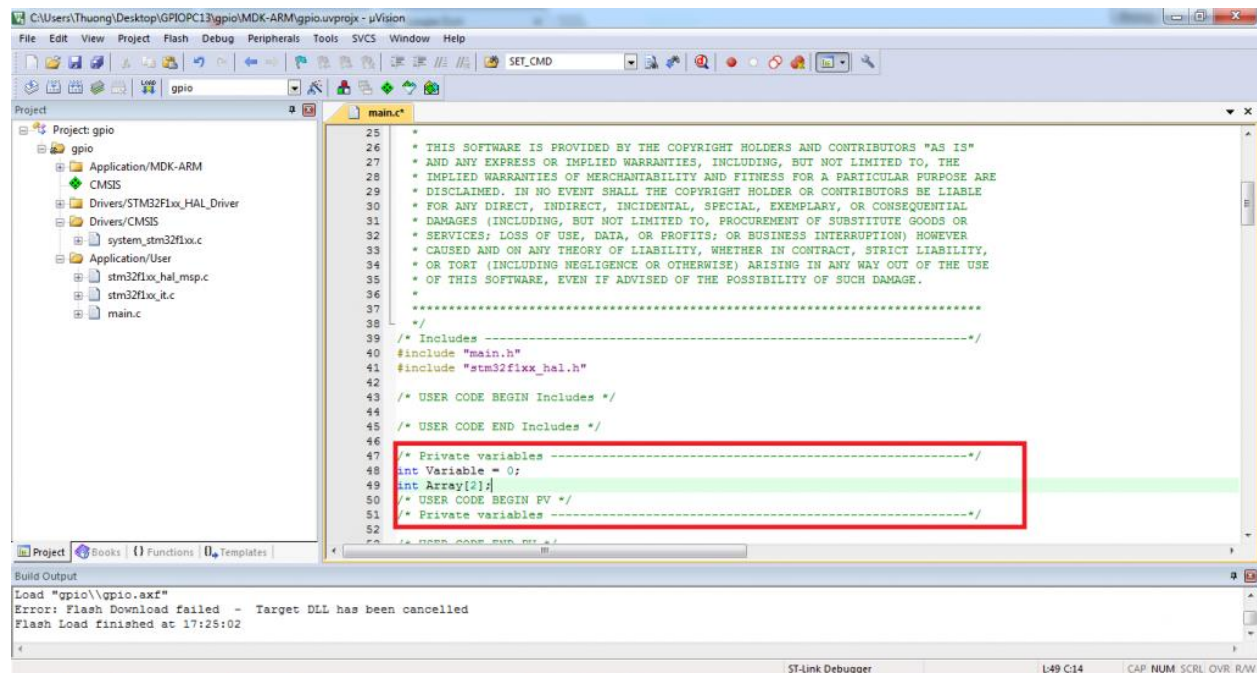 C:\Users\Thuong\Desktop\GPIOPC13\gpio\MDK-ARM\gpio.uvprojx - µVision
File Edit View Project Flash Debug Peripherals Tools SVCS Window Help
SET_CMD
LOAD gpio
Project
main.c*
Project: gpio
gpio
Application/MDK-ARM
CMSIS
Drivers/STM32F1xx_HAL_Driver
Drivers/CMSIS
system_stm32f1xx.c
Application/User
stm32f1xx_hal_msp.c
stm32f1xx_it.c
main.c
25 *
26 * THIS SOFTWARE IS PROVIDED BY THE COPYRIGHT HOLDERS AND CONTRIBUTORS "AS IS"
27 * AND ANY EXPRESS OR IMPLIED WARRANTIES, INCLUDING, BUT NOT LIMITED TO, THE
28 * IMPLIED WARRANTIES OF MERCHANTABILITY AND FITNESS FOR A PARTICULAR PURPOSE ARE
29 * DISCLAIMED. IN NO EVENT SHALL THE COPYRIGHT HOLDER OR CONTRIBUTORS BE LIABLE
30 * FOR ANY DIRECT, INDIRECT, INCIDENTAL, SPECIAL, EXEMPLARY, OR CONSEQUENTIAL
31 * DAMAGES (INCLUDING, BUT NOT LIMITED TO, PROCUREMENT OF SUBSTITUTE GOODS OR
32 * SERVICES; LOSS OF USE, DATA, OR PROFITS; OR BUSINESS INTERRUPTION) HOWEVER
33 * CAUSED AND ON ANY THEORY OF LIABILITY, WHETHER IN CONTRACT, STRICT LIABILITY,
34 * OR TORT (INCLUDING NEGLIGENCE OR OTHERWISE) ARISING IN ANY WAY OUT OF THE USE
35 * OF THIS SOFTWARE, EVEN IF ADVISED OF THE POSSIBILITY OF SUCH DAMAGE.
36 *
37 ******************************************************************************
38 */
39 /* Includes ------------------------------------------------------------------*/
40 #include "main.h"
41 #include "stm32f1xx_hal.h"
42
43 /* USER CODE BEGIN Includes */
44
45 /* USER CODE END Includes */
46
47 /* Private variables ---------------------------------------------------------*/
48 int Variable = 0;
49 int Array[2];
50 /* USER CODE BEGIN PV */
51 /* Private variables ---------------------------------------------------------*/
52
53 /* USER CODE END PV */
Project Books {} Functions Templates
Build Output
Load "gpio\\gpio.axf"
Error: Flash Download failed - Target DLL has been cancelled
Flash Load finished at 17:25:02
ST-Link Debugger L:49 C:14 CAP NUM SCRL OVR R/W